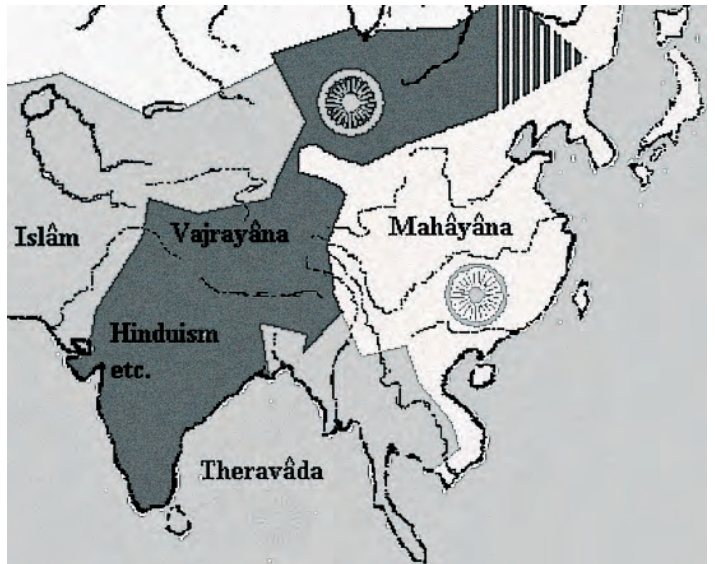 Islâm
Vajrayâna
Mahâyâna
Hinduism
etc.
Theravâda